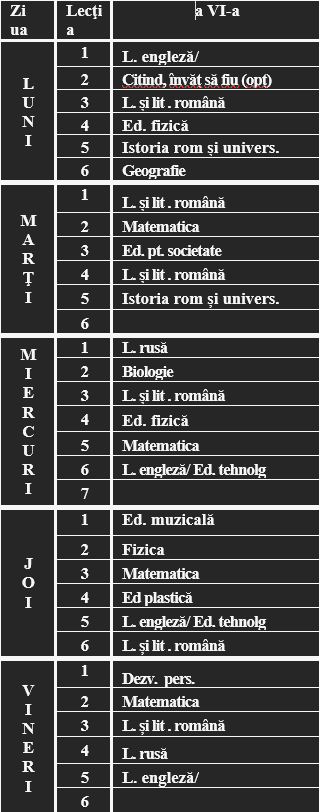 Zi ua Lecţi a a VI-a
LUNI
1 L. engleză/
2 Citind, învăț să fiu (opt)
3 L. și lit . română
4 Ed. fizică
5 Istoria rom și univers.
6 Geografie
MARŢI
1 L. și lit . română
2 Matematica
3 Ed. pt. societate
4 L. și lit . română
5 Istoria rom și univers.
6
MIERCURI
1 L. rusă
2 Biologie
3 L. și lit . română
4 Ed. fizică
5 Matematica
6 L. engleză/ Ed. tehnolg
7
JOI
1 Ed. muzicală
2 Fizica
3 Matematica
4 Ed plastică
5 L. engleză/ Ed. tehnolg
6 L. și lit . română
VINERI
1 Dezv. pers.
2 Matematica
3 L. și lit . română
4 L. rusă
5 L. engleză/
6